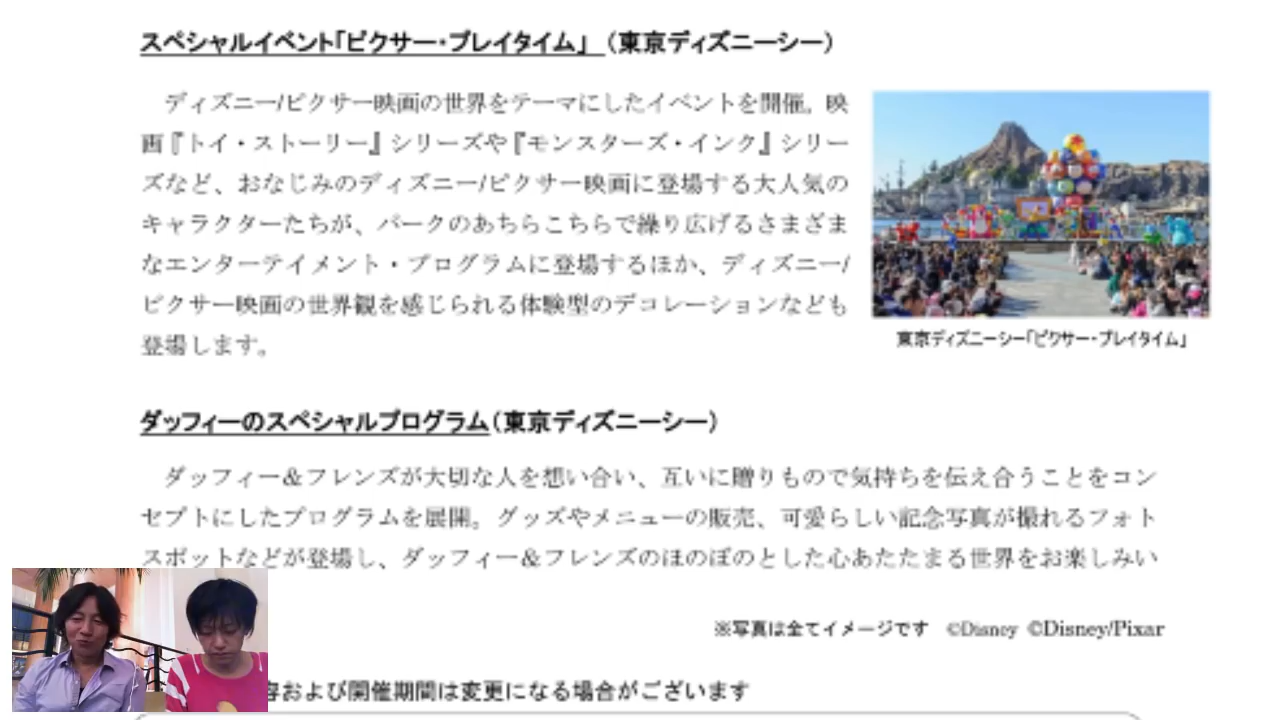 スペシャルイベント「ピクサー・プレイタイム」（東京ディズニーシー）
ディズニー/ピクサー映画の世界をテーマにしたイベントを開催。映
画『トイ・ストーリー』シリーズや『モンスターズ・インク』シリー
ズなど、おなじみのディズニー/ピクサー映画に登場する大人気の
キャラクターたちが、パークのあちらこちらで繰り広げるさまざま
なエンターテイメント・プログラムに登場するほか、ディズニー/
ピクサー映画の世界観を感じられる体験型のデコレーションなども
登場します。
東京ディズニーシー「ピクサー・プレイタイム」
ダッフィーのスペシャルプログラム（東京ディズニーシー）
ダッフィー＆フレンズが大切な人を想い合い、互いに贈りもので気持ちを伝え合うことをコン
セプトにしたプログラムを展開。グッズやメニューの販売、可愛らしい記念写真が撮れるフォト
スポットなどが登場し、ダッフィー＆フレンズのほのぼのとした心あたたまる世界をお楽しみい
※写真は全てイメージです ©Disney ©Disney/Pixar
容および開催期間は変更になる場合がございます